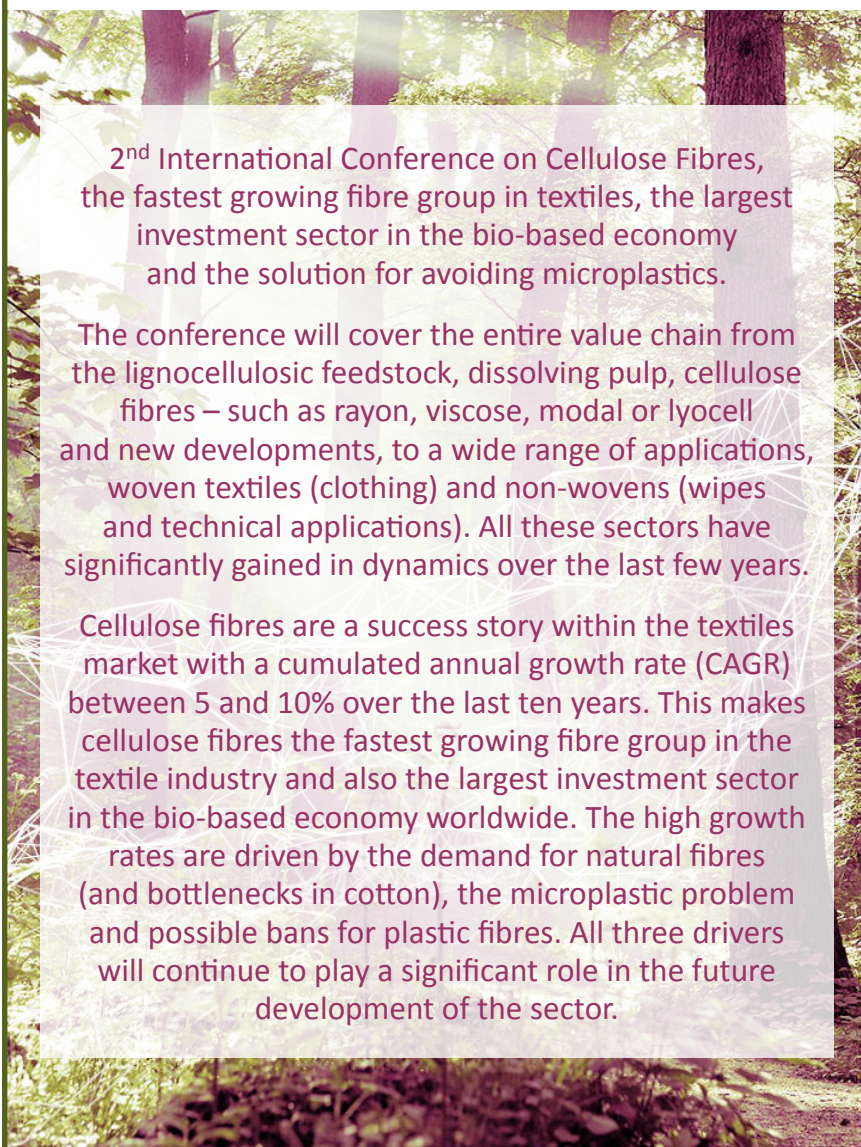 2nd International Conference on Cellulose Fibres,
the fastest growing fibre group in textiles, the largest
investment sector in the bio-based economy
and the solution for avoiding microplastics.
The conference will cover the entire value chain from
the lignocellulosic feedstock, dissolving pulp, cellulose
fibres – such as rayon, viscose, modal or lyocell
and new developments, to a wide range of applications,
woven textiles (clothing) and non-wovens (wipes
and technical applications). All these sectors have
significantly gained in dynamics over the last few years.
Cellulose fibres are a success story within the textiles
market with a cumulated annual growth rate (CAGR)
between 5 and 10% over the last ten years. This makes
cellulose fibres the fastest growing fibre group in the
textile industry and also the largest investment sector
in the bio-based economy worldwide. The high growth
rates are driven by the demand for natural fibres
(and bottlenecks in cotton), the microplastic problem
and possible bans for plastic fibres. All three drivers
will continue to play a significant role in the future
development of the sector.